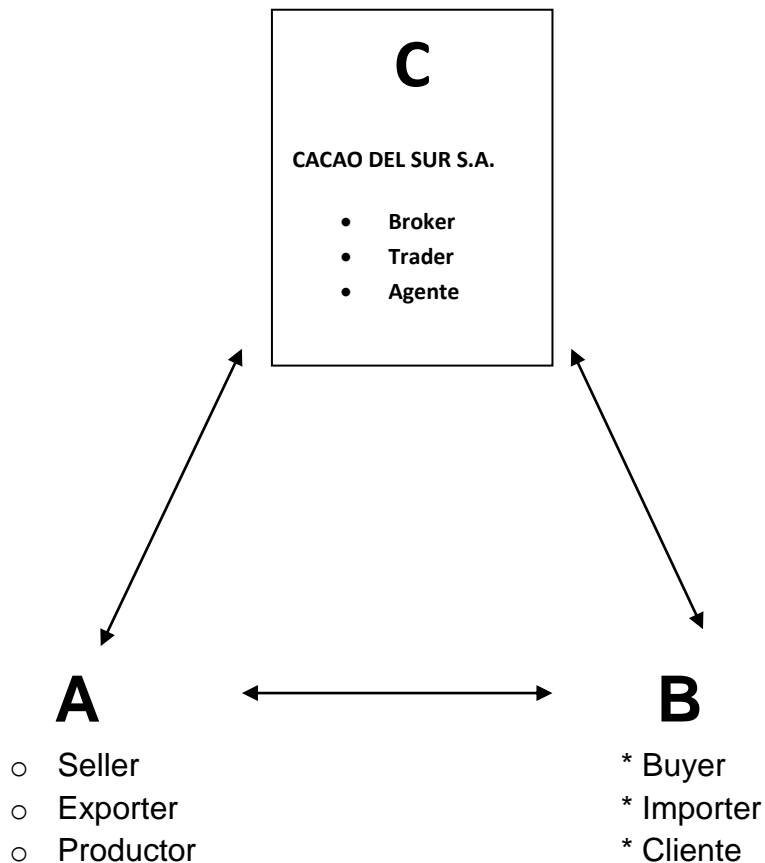 C
CACAO DEL SUR S.A.
• Broker
• Trader
• Agente
A
○ Seller
○ Exporter
○ Productor
B
* Buyer
* Importer
* Cliente